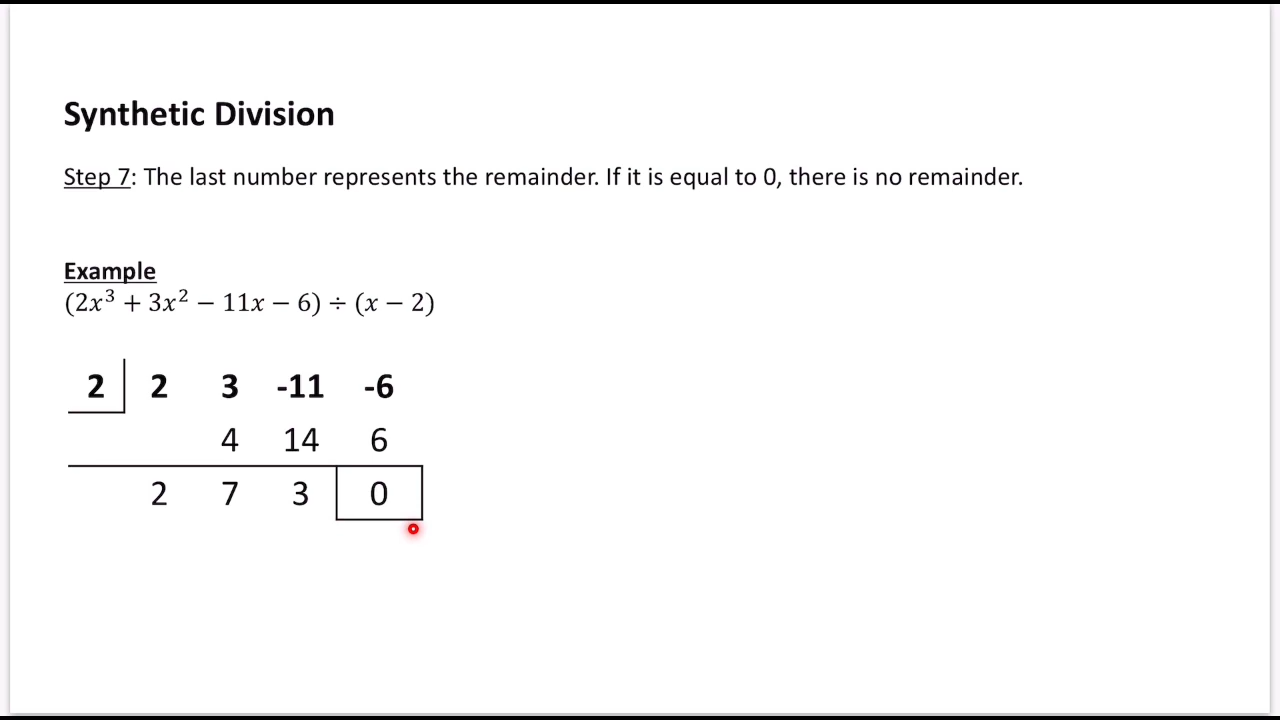 Synthetic Division
Step 7: The last number represents the remainder. If it is equal to 0, there is no remainder.
Example
(2x³ + 3x² − 11x − 6) ÷ (x − 2)
2 2 3 -11 -6
4 14 6
2 7 3 0